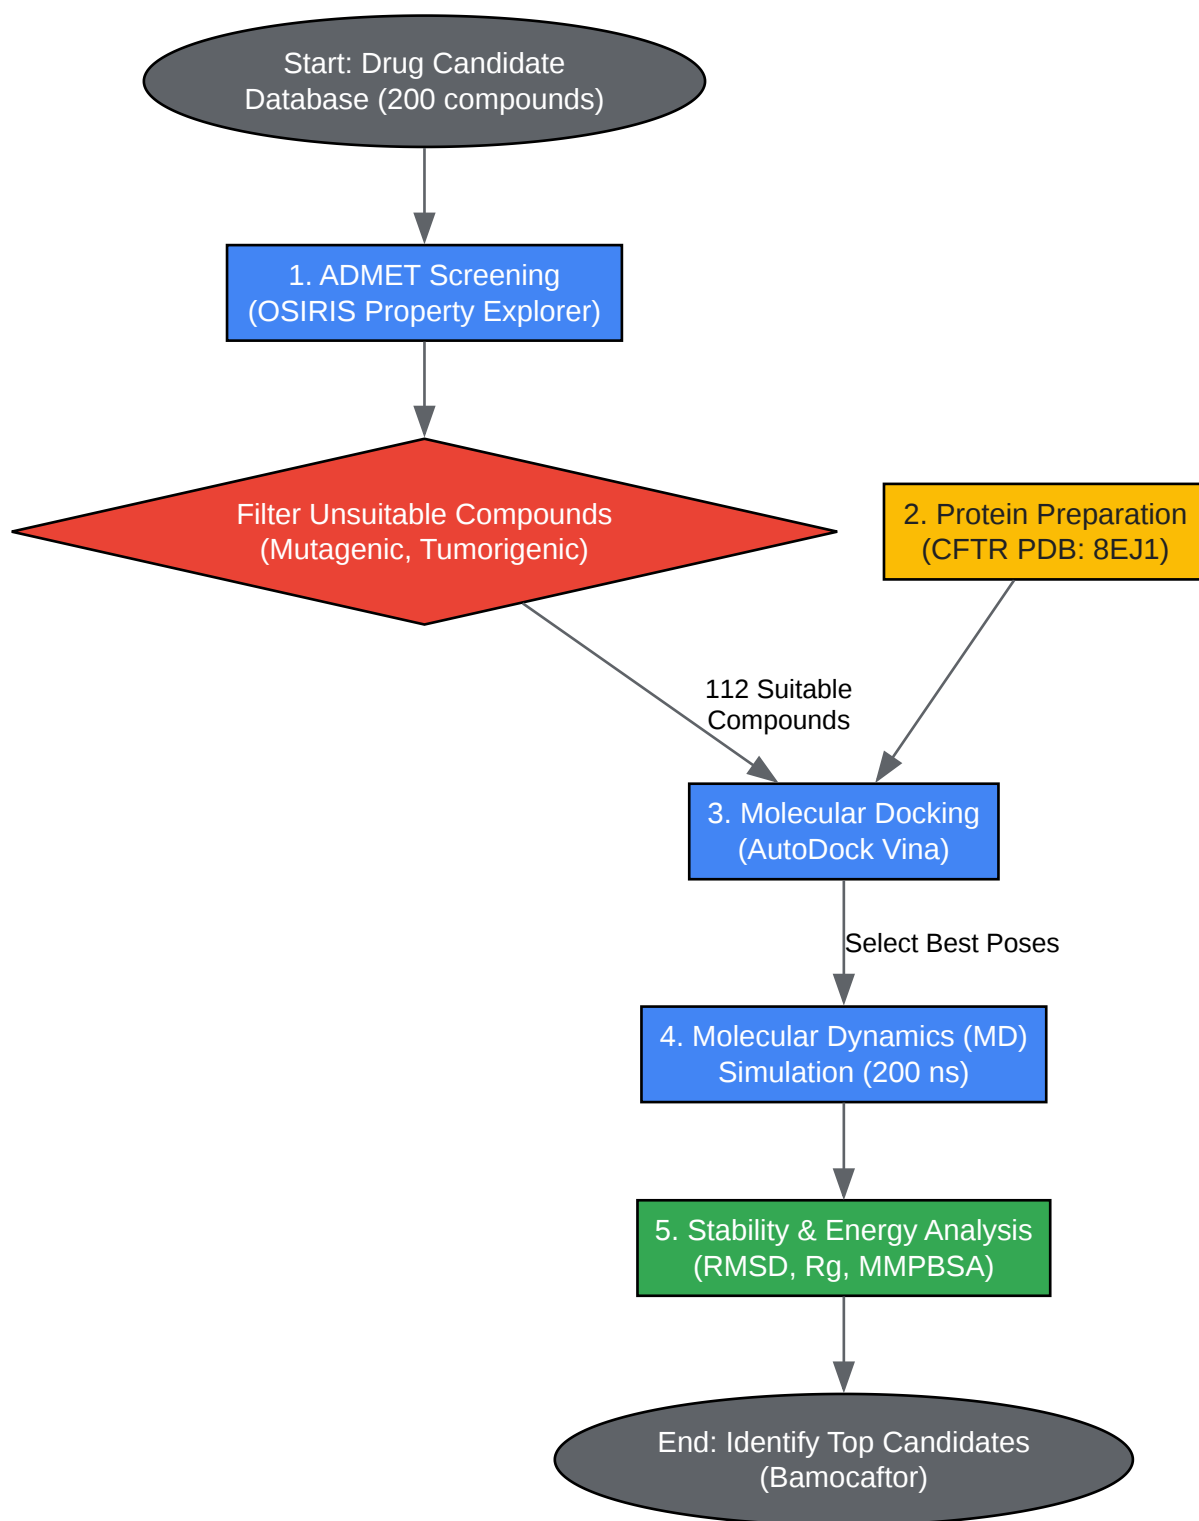 Start: Drug Candidate
Database (200 compounds)
1. ADMET Screening
(OSIRIS Property Explorer)
Filter Unsuitable Compounds
(Mutagenic, Tumorigenic)
2. Protein Preparation
(CFTR PDB: 8EJ1)
112 Suitable
Compounds
3. Molecular Docking
(AutoDock Vina)
Select Best Poses
4. Molecular Dynamics (MD)
Simulation (200 ns)
5. Stability & Energy Analysis
(RMSD, Rg, MMPBSA)
End: Identify Top Candidates
(Bamocaftor)